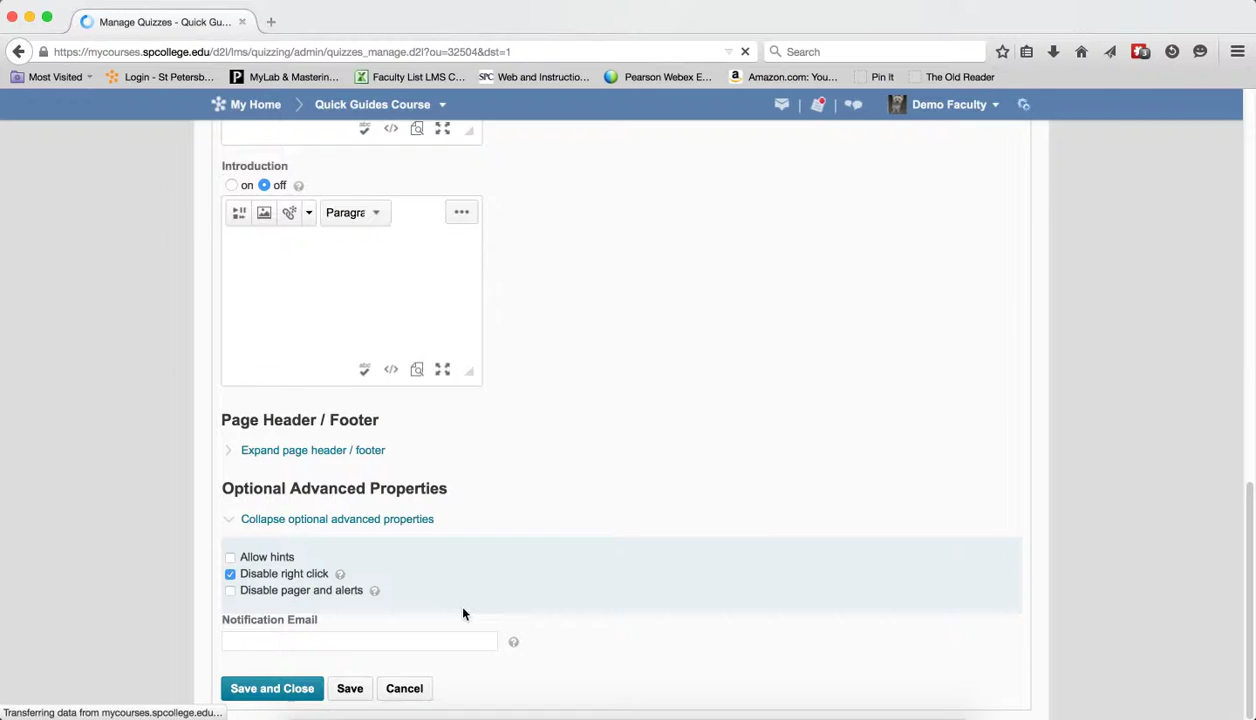 Manage Quizzes - Quick Gu...
https://mycourses.spcollege.edu/d2l/lms/quizzing/admin/quizzes_manage.d2l?ou=32504&dst=1
Search
Most Visited
Login - St Petersb...
MyLab & Mastering...
Faculty List LMS C...
SPC Web and Instructio...
Pearson Webex E...
Amazon.com: You...
Pin It
The Old Reader
My Home
Quick Guides Course
Demo Faculty
abc
Introduction
on off
Paragra
abc
Page Header / Footer
Expand page header / footer
Optional Advanced Properties
Collapse optional advanced properties
Allow hints
Disable right click
Disable pager and alerts
Notification Email
Save and Close Save Cancel
Transferring data from mycourses.spcollege.edu...